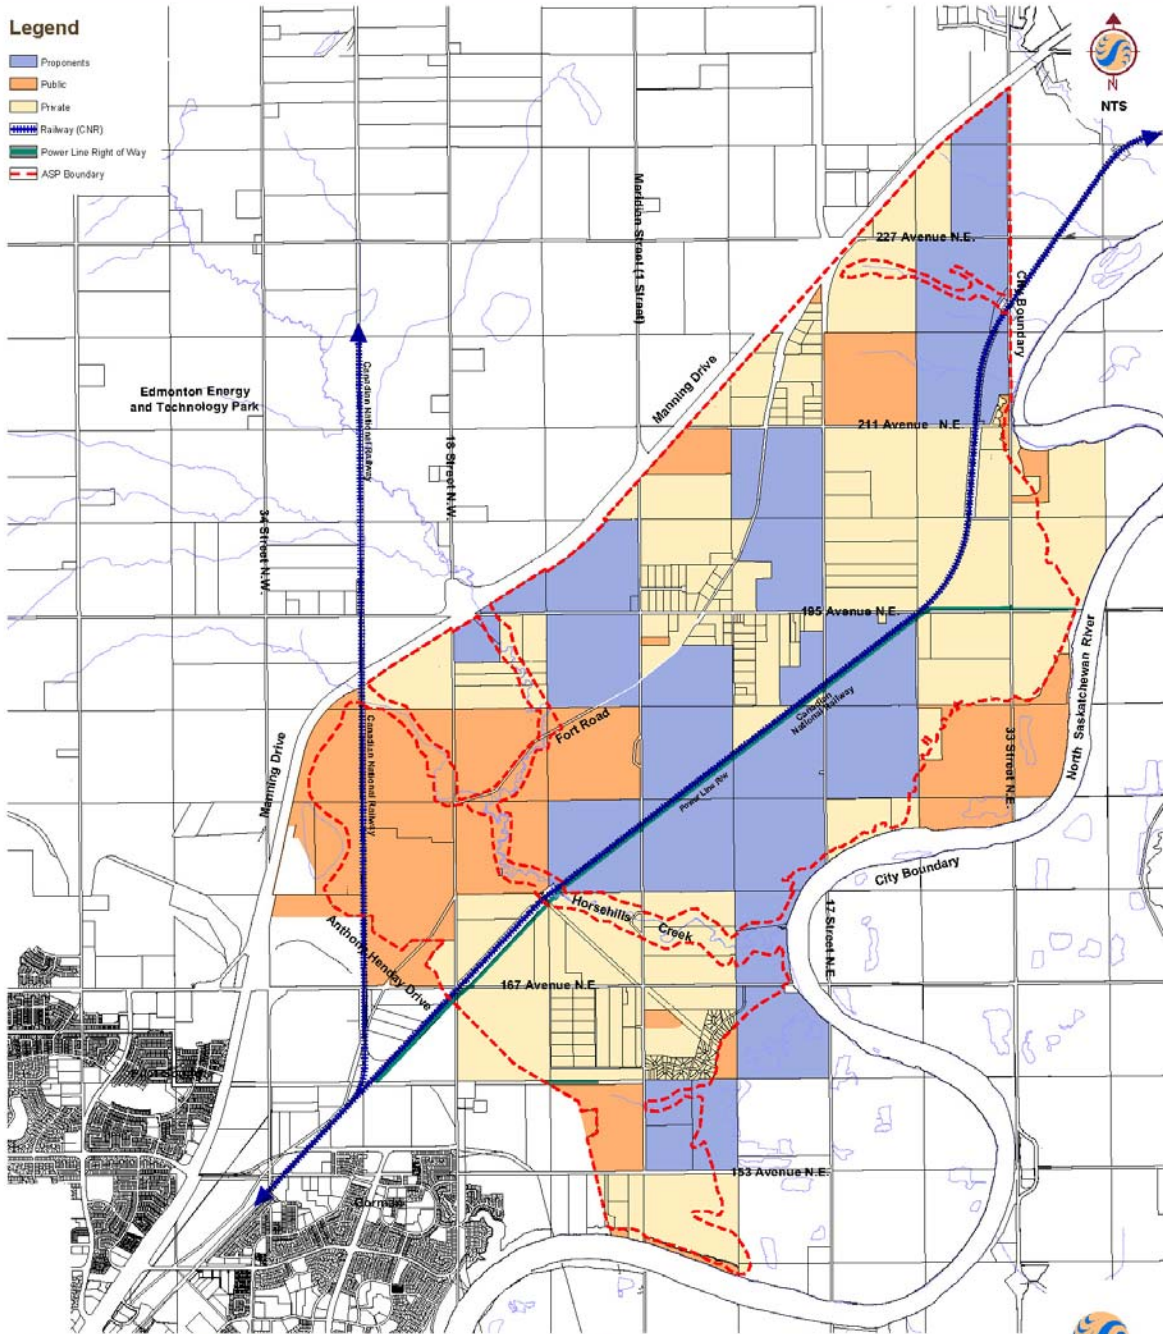 Legend
Proponents
Public
Private
Railway (CNR)
Power Line Right of Way
ASP Boundary
N
NTS
Meridian Street (1 Street)
227 Avenue N.E.
City Boundary
Manning Drive
Canadian National Railway
Edmonton Energy
and Technology Park
18 Street N.W.
211 Avenue N.E.
34 Street N.W.
195 Avenue N.E.
North Saskatchewan River
Canadian
National Railway
Fort Road
33 Street N.E.
Manning Drive
Canadian National Railway
Power Line R/W
City Boundary
Horsehills
Creek
17 Street N.E.
Anthony Henday Drive
167 Avenue N.E.
153 Avenue N.E.
Gorman